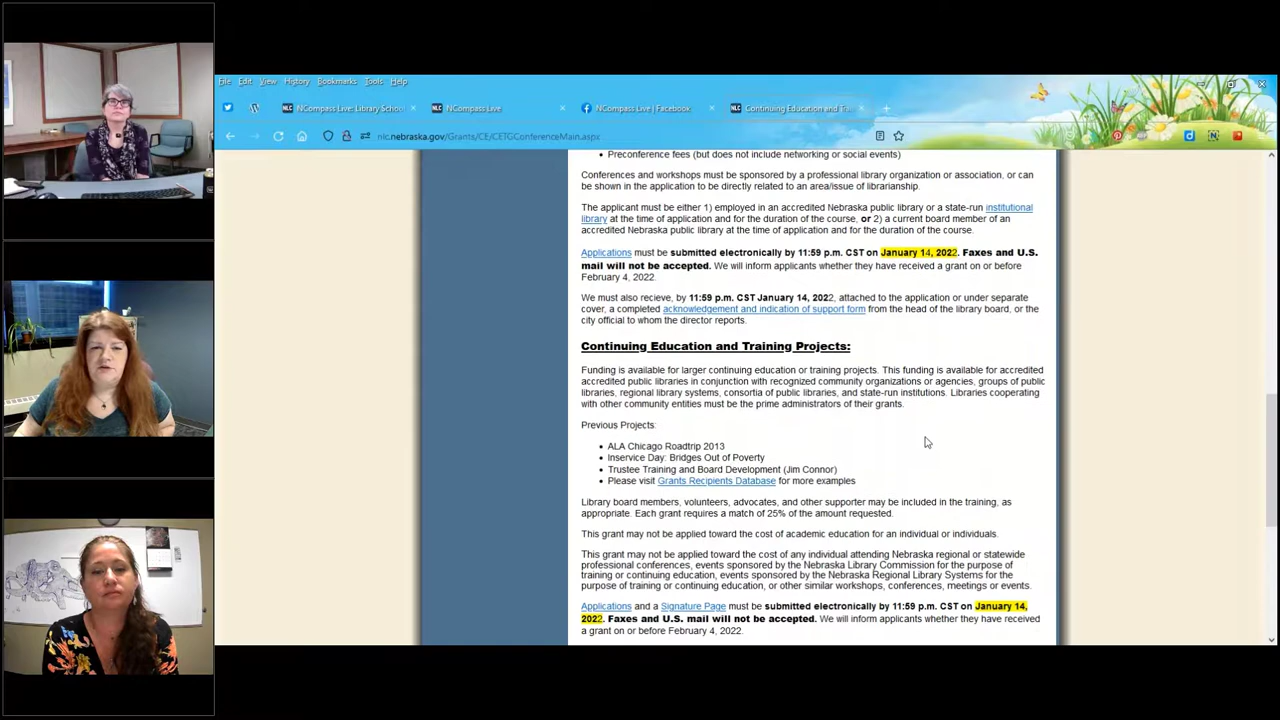 File Edit View History Bookmarks Tools Help
NCompass Live: Library School
NCompass Live
NCompass Live | Facebook
Continuing Education and Trai
nlc.nebraska.gov/Grants/CE/CETGConferenceMain.aspx
Preconference fees (but does not include networking or social events)
Conferences and workshops must be sponsored by a professional library organization or association, or can
be shown in the application to be directly related to an area/issue of librarianship.
The applicant must be either 1) employed in an accredited Nebraska public library or a state-run institutional
library at the time of application and for the duration of the course, or 2) a current board member of an
accredited Nebraska public library at the time of application and for the duration of the course.
Applications must be submitted electronically by 11:59 p.m. CST on January 14, 2022. Faxes and U.S.
mail will not be accepted. We will inform applicants whether they have received a grant on or before
February 4, 2022.
We must also recieve, by 11:59 p.m. CST January 14, 2022, attached to the application or under separate
cover, a completed acknowledgement and indication of support form from the head of the library board, or the
city official to whom the director reports.
Continuing Education and Training Projects:
Funding is available for larger continuing education or training projects. This funding is available for accredited
accredited public libraries in conjunction with recognized community organizations or agencies, groups of public
libraries, regional library systems, consortia of public libraries, and state-run institutions. Libraries cooperating
with other community entities must be the prime administrators of their grants.
Previous Projects:
ALA Chicago Roadtrip 2013
Inservice Day: Bridges Out of Poverty
Trustee Training and Board Development (Jim Connor)
Please visit Grants Recipients Database for more examples
Library board members, volunteers, advocates, and other supporter may be included in the training, as
appropriate. Each grant requires a match of 25% of the amount requested.
This grant may not be applied toward the cost of academic education for an individual or individuals.
This grant may not be applied toward the cost of any individual attending Nebraska regional or statewide
professional conferences, events sponsored by the Nebraska Library Commission for the purpose of
training or continuing education, events sponsored by the Nebraska Regional Library Systems for the
purpose of training or continuing education, or other similar workshops, conferences, meetings or events.
Applications and a Signature Page must be submitted electronically by 11:59 p.m. CST on January 14,
2022. Faxes and U.S. mail will not be accepted. We will inform applicants whether they have received
a grant on or before February 4, 2022.